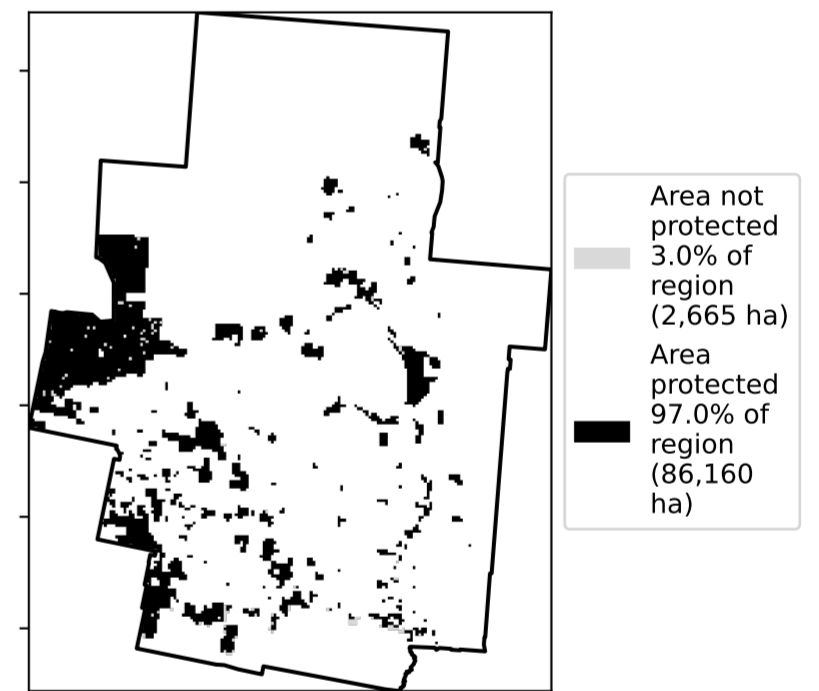 Area not
protected
3.0% of
region
(2,665 ha)
Area
protected
97.0% of
region
(86,160
ha)